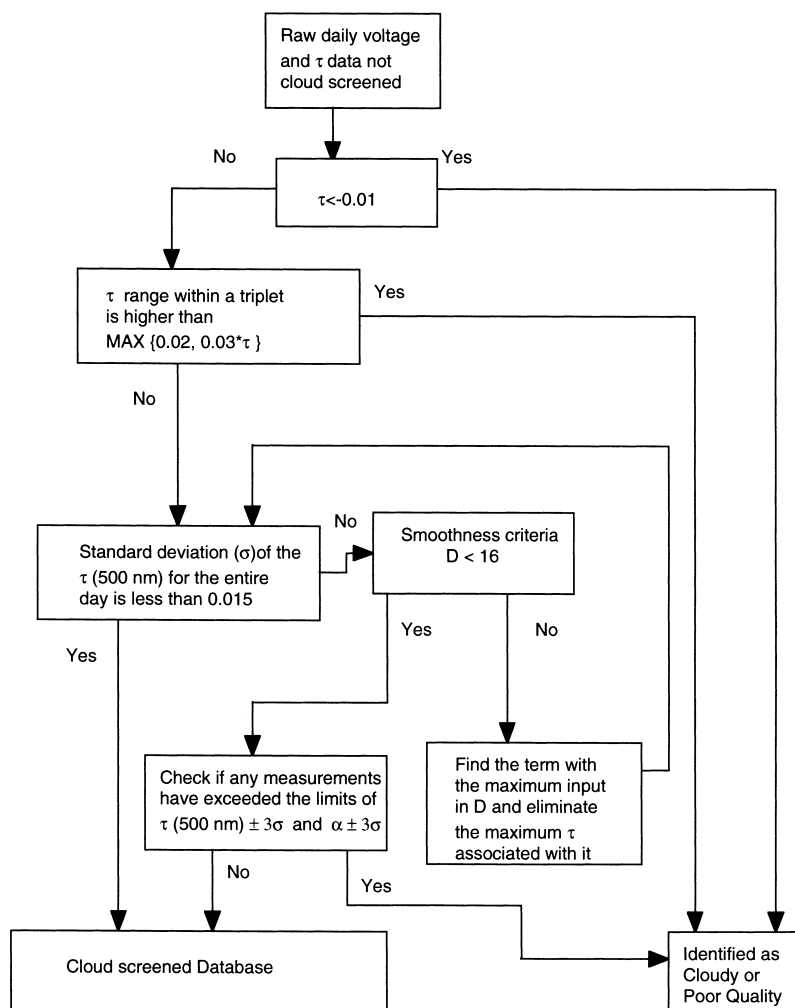 Raw daily voltage
and τ data not
cloud screened
No
Yes
τ<-0.01
τ range within a triplet
is higher than
MAX {0.02, 0.03*τ }
Yes
No
Standard deviation (σ)of the
τ (500 nm) for the entire
day is less than 0.015
No
Smoothness criteria
D < 16
Yes
Yes
No
Check if any measurements
have exceeded the limits of
τ (500 nm) ± 3σ and α ± 3σ
Find the term with
the maximum input
in D and eliminate
the maximum τ
associated with it
No
Yes
Cloud screened Database
Identified as
Cloudy or
Poor Quality